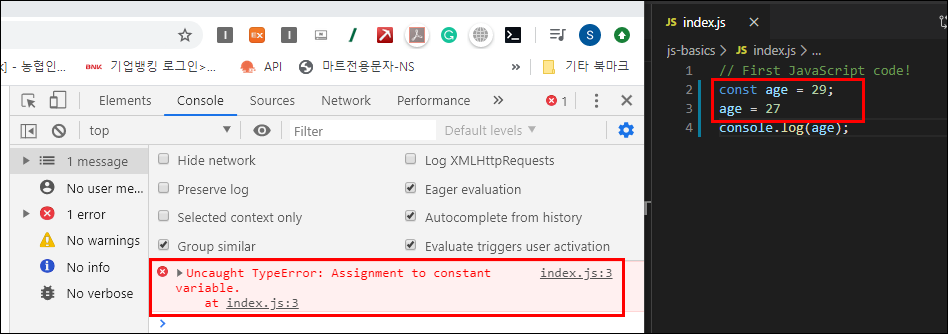 S
] - 농협인...
BNK 기업뱅킹 로그인>...
API
마트전용문자-NS
»
기타 북마크
Elements Console Sources Network Performance » 1
top Filter Default levels
1 message
No user me...
1 error
No warnings
No info
No verbose
Hide network Log XMLHttpRequests
Preserve log Eager evaluation
Selected context only Autocomplete from history
Group similar Evaluate triggers user activation
Uncaught TypeError: Assignment to constant index.js:3
variable.
at index.js:3
JS index.js
js-basics > JS index.js > ...
1 // First JavaScript code!
2 const age = 29;
3 age = 27
4 console.log(age);